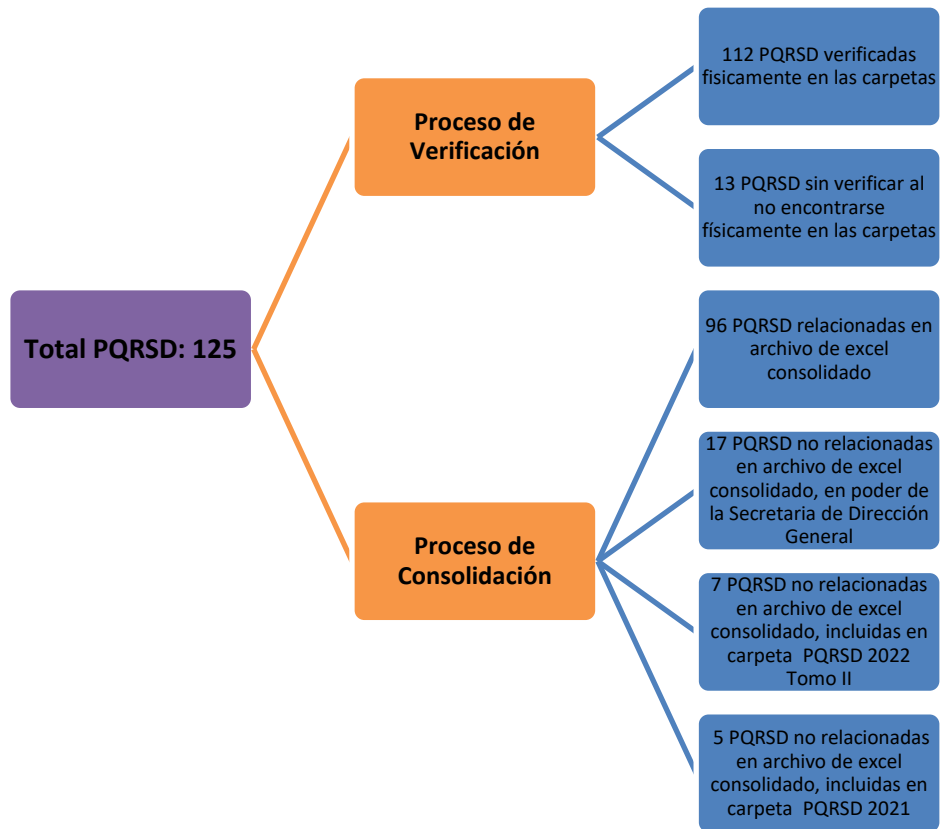 Total PQRSD: 125
Proceso de
Verificación
112 PQRSD verificadas
fisicamente en las carpetas
13 PQRSD sin verificar al
no encontrarse
físicamente en las carpetas
Proceso de
Consolidación
96 PQRSD relacionadas en
archivo de excel
consolidado
17 PQRSD no relacionadas
en archivo de excel
consolidado, en poder de
la Secretaria de Dirección
General
7 PQRSD no relacionadas
en archivo de excel
consolidado, incluidas en
carpeta PQRSD 2022
Tomo II
5 PQRSD no relacionadas
en archivo de excel
consolidado, incluidas en
carpeta PQRSD 2021